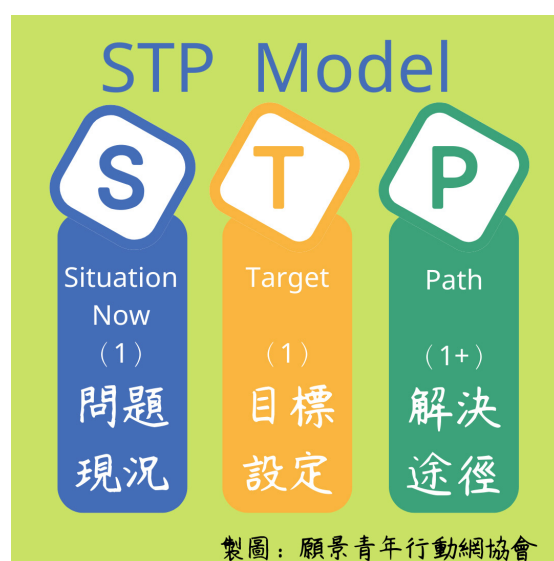 STP Model
S
Situation
Now
（1）
問題
現況
T
Target
（1）
目標
設定
P
Path
（1+）
解決
途徑
製圖：願景青年行動網協會